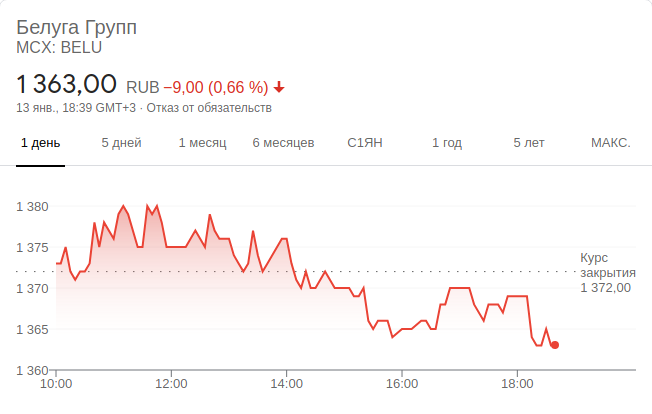 Белуга Групп
MCX: BELU
1 363,00 RUB −9,00 (0,66 %)
13 янв., 18:39 GMT+3 · Отказ от обязательств
1 день 5 дней 1 месяц 6 месяцев С1ЯН 1 год 5 лет МАКС.
1 380
1 375
Курс
закрытия
1 372,00
1 370
1 365
1 360
10:00 12:00 14:00 16:00 18:00